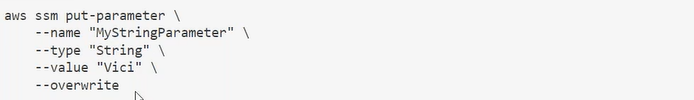 aws ssm put-parameter \
    --name "MyStringParameter" \
    --type "String" \
    --value "Vici" \
    --overwrite